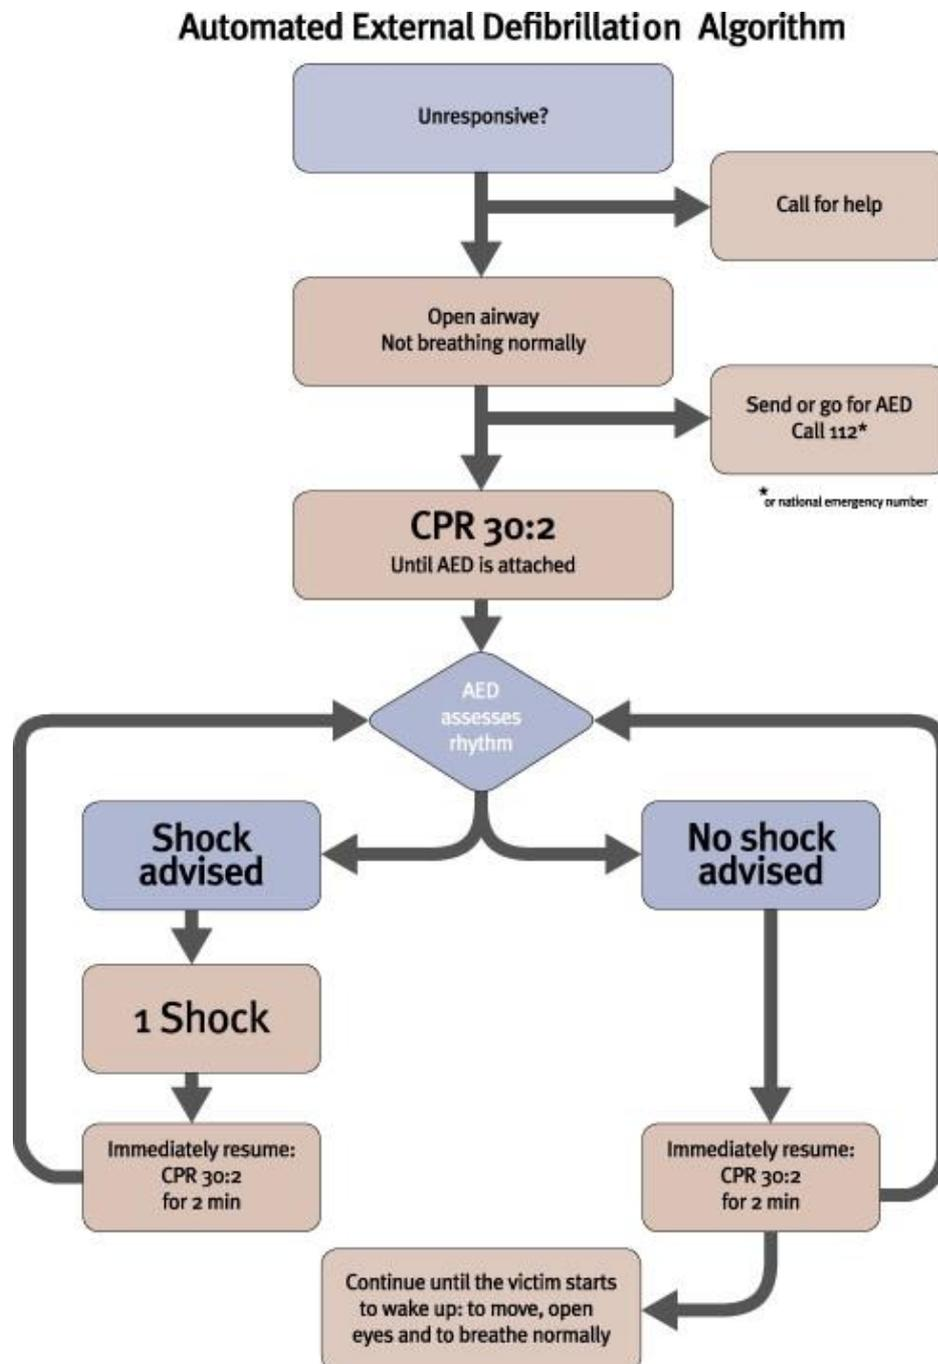 Automated External Defibrillation Algorithm
Unresponsive?
Call for help
Open airway
Not breathing normally
Send or go for AED
Call 112*
*or national emergency number
CPR 30:2
Until AED is attached
AED
assesses
rhythm
Shock
advised
No shock
advised
1 Shock
Immediately resume:
CPR 30:2
for 2 min
Immediately resume:
CPR 30:2
for 2 min
Continue until the victim starts
to wake up: to move, open
eyes and to breathe normally